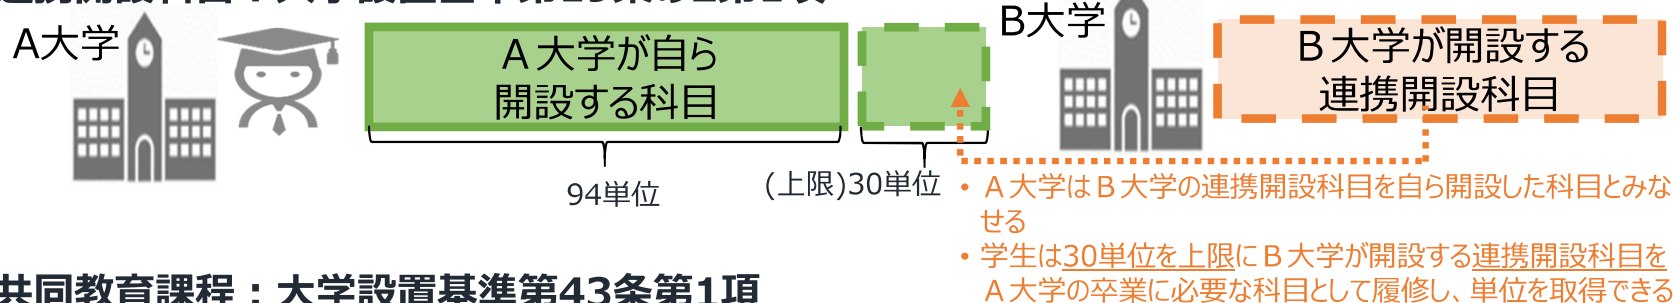 A大学
A大学が自ら
開設する科目
94単位
(上限)30単位
B大学
B大学が開設する
連携開設科目
• A大学はB大学の連携開設科目を自ら開設した科目とみな
せる
• 学生は30単位を上限にB大学が開設する連携開設科目を
A大学の卒業に必要な科目として履修し、単位を取得できる
共同教育課程：大学設置基準第43条第1項